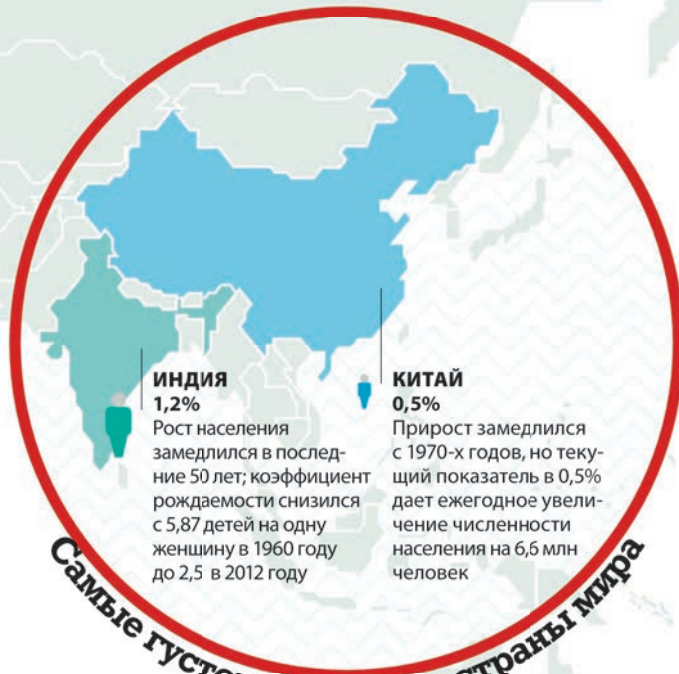 ИНДИЯ
1,2%
Рост населения
замедлился в послед-
ние 50 лет; коэффициент
рождаемости снизился
с 5,87 детей на одну
женщину в 1960 году
до 2,5 в 2012 году
КИТАЙ
0,5%
Прирост замедлился
с 1970-х годов, но теку-
щий показатель в 0,5%
дает ежегодное увели-
чение численности
населения на 6,6 млн
человек
Самые страны мира